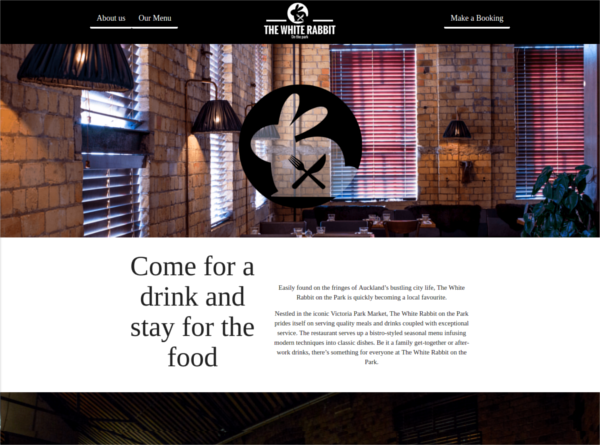 About us
Our Menu
THE WHITE RABBIT
On the park
Make a Booking
Come for a
drink and
stay for the
food
Easily found on the fringes of Auckland's bustling city life, The White
Rabbit on the Park is quickly becoming a local favourite.
Nestled in the iconic Victoria Park Market, The White Rabbit on the Park
prides itself on serving quality meals and drinks coupled with exceptional
service. The restaurant serves up a bistro-styled seasonal menu infusing
modern techniques into classic dishes. Be it a family get-together or after-
work drinks, there's something for everyone at The White Rabbit on the
Park.